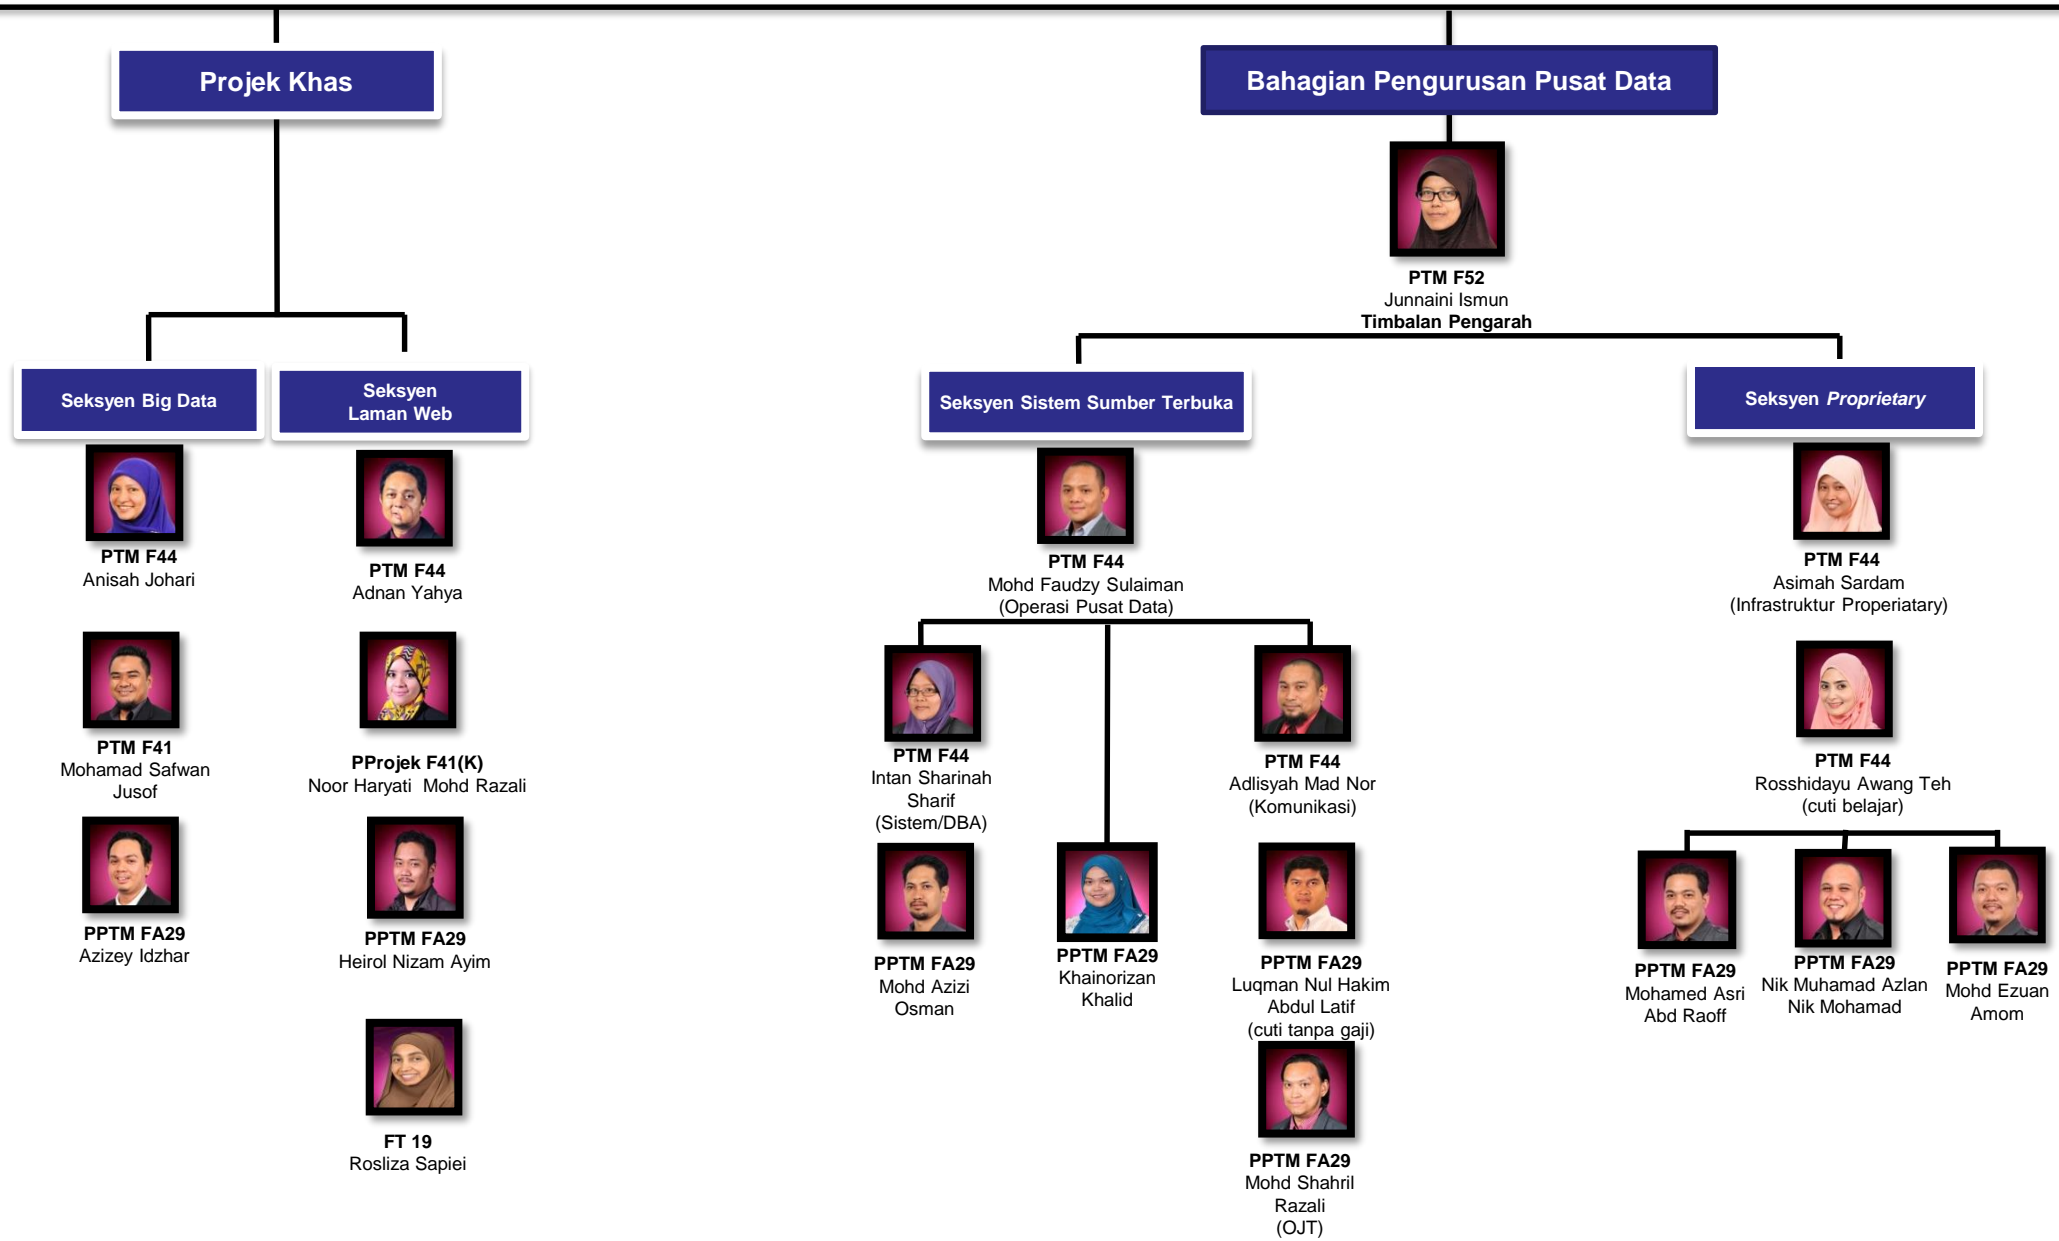 Projek Khas
Seksyen Big Data
PTM F44
Anisah Johari
PTM F41
Mohamad Safwan
Jusof
PPTM FA29
Azizey Idzhar
Seksyen
Laman Web
PTM F44
Adnan Yahya
PProjek F41(K)
Noor Haryati  Mohd Razali
PPTM FA29
Heirol Nizam Ayim
FT 19
Rosliza Sapiei
Bahagian Pengurusan Pusat Data
PTM F52
Junnaini Ismun
Timbalan Pengarah
Seksyen Sistem Sumber Terbuka
PTM F44
Mohd Faudzy Sulaiman
(Operasi Pusat Data)
PTM F44
Intan Sharinah
Sharif
(Sistem/DBA)
PPTM FA29
Mohd Azizi
Osman
PPTM FA29
Khainorizan
Khalid
PTM F44
Adlisyah Mad Nor
(Komunikasi)
PPTM FA29
Luqman Nul Hakim
Abdul Latif
(cuti tanpa gaji)
PPTM FA29
Mohd Shahril
Razali
(OJT)
Seksyen Proprietary
PTM F44
Asimah Sardam
(Infrastruktur Properiatary)
PTM F44
Rosshidayu Awang Teh
(cuti belajar)
PPTM FA29
Mohamed Asri
Abd Raoff
PPTM FA29
Nik Muhamad Azlan
Nik Mohamad
PPTM FA29
Mohd Ezuan
Amom